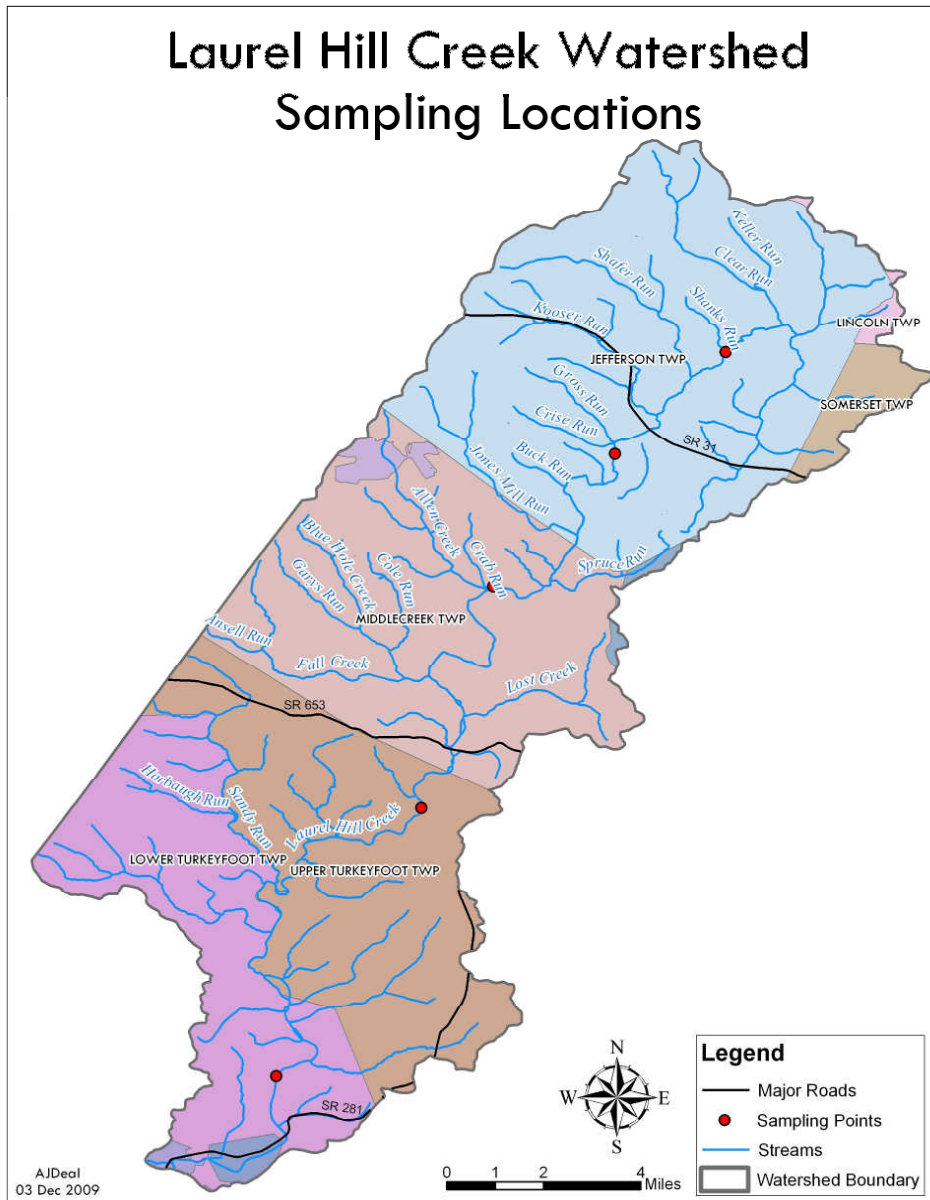 Laurel Hill Creek Watershed
Sampling Locations
Keller Run
Clear Run
Shafer Run
Shanks Run
Kooser Run
LINCOLN TWP
JEFFERSON TWP
Gross Run
SOMERSET TWP
Crise Run
SR 31
Buck Run
Jones Mill Run
Allen Creek
Blue Hole Creek
Crab Run
Spruce Run
Cole Run
Garys Run
MIDDLECREEK TWP
Ansell Run
Fall Creek
Lost Creek
SR 653
Harbaugh Run
Sandy Run
Laurel Hill Creek
LOWER TURKEYFOOT TWP
UPPER TURKEYFOOT TWP
SR 281
N
W
E
S
Legend
Major Roads
Sampling Points
Streams
Watershed Boundary
0 1 2 4
Miles
AJDeal
03 Dec 2009